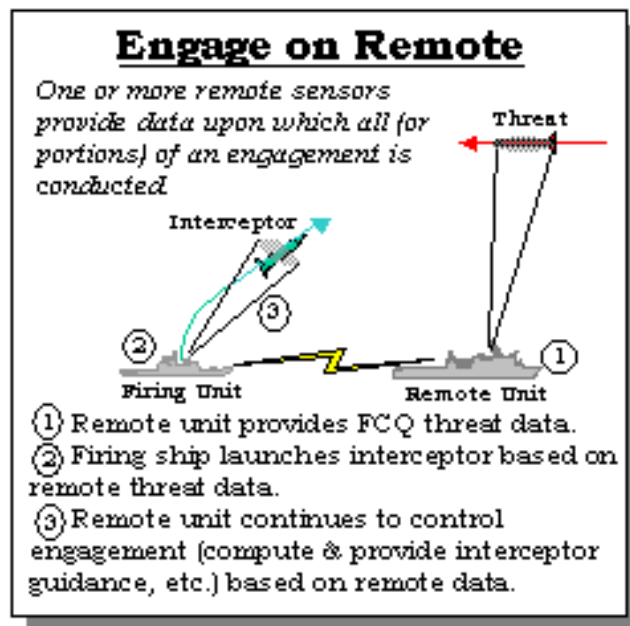 Engage on Remote
One or more remote sensors
provide data upon which all (or
portions) of an engagement is
conducted.
Threat
Interceptor
3
2
1
Firing Unit
Remote Unit
1 Remote unit provides FCQ threat data.
2 Firing ship launches interceptor based on
remote threat data.
3 Remote unit continues to control
engagement (compute & provide interceptor
guidance, etc.) based on remote data.